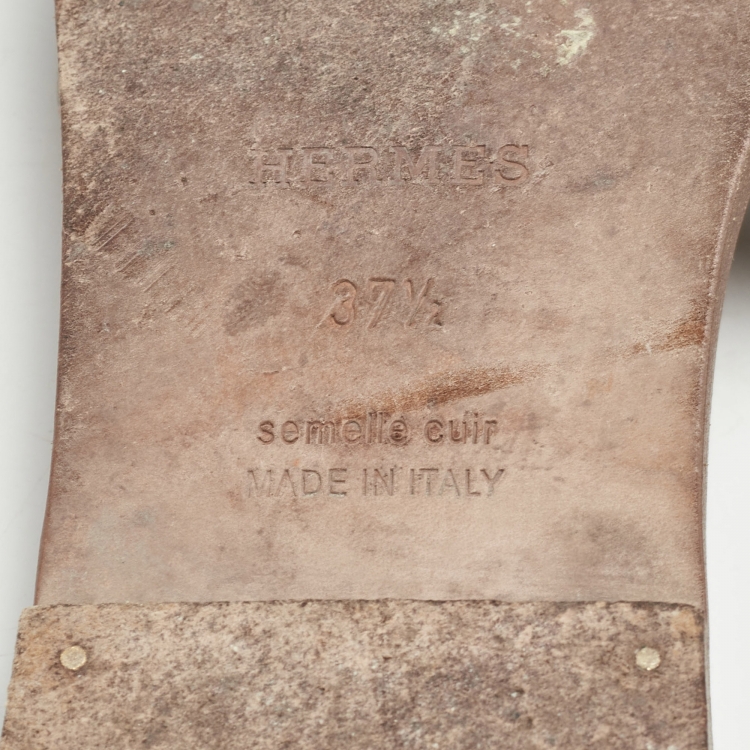 HERMES
37½
semelle cuir
MADE IN ITALY